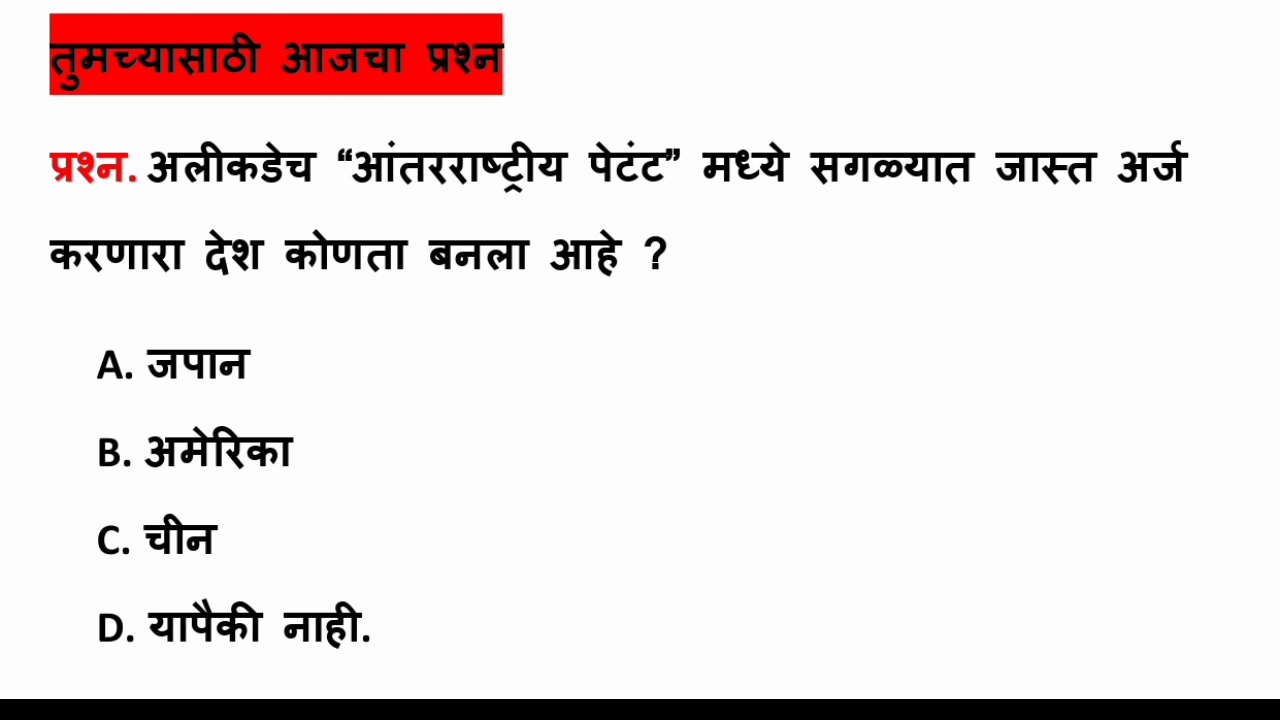 तुमच्यासाठी आजचा प्रश्न
प्रश्न. अलीकडेच “आंतरराष्ट्रीय पेटंट” मध्ये सगळ्यात जास्त अर्ज
करणारा देश कोणता बनला आहे ?
A. जपान
B. अमेरिका
C. चीन
D. यापैकी नाही.